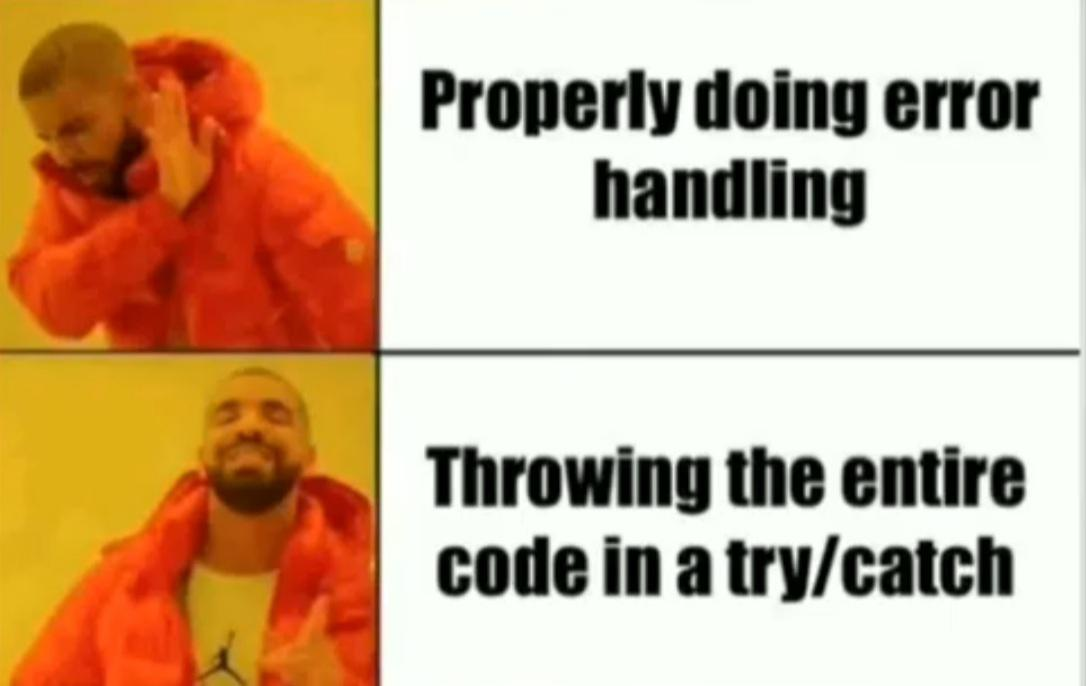 Properly doing error
handling
Throwing the entire
code in a try/catch